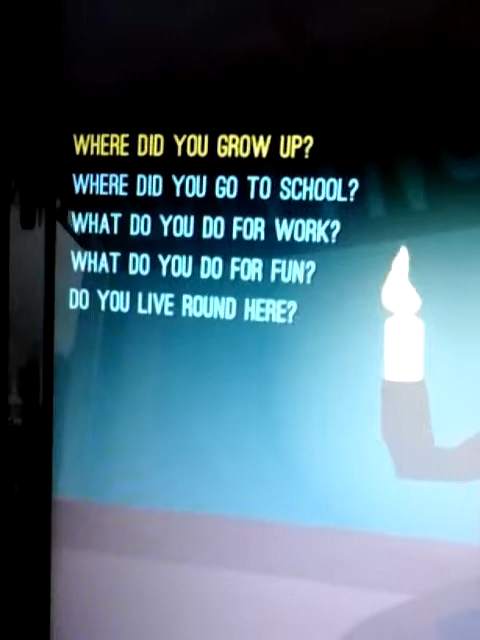 WHERE DID YOU GROW UP?
WHERE DID YOU GO TO SCHOOL?
WHAT DO YOU DO FOR WORK?
WHAT DO YOU DO FOR FUN?
DO YOU LIVE ROUND HERE?